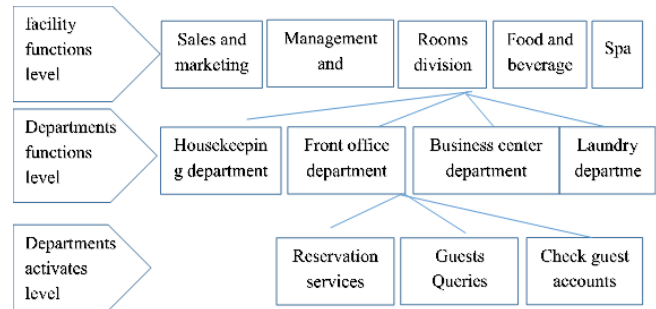 facility
functions
level
Sales and
marketing
Management
and
Rooms
division
Food and
beverage
Spa
Departments
functions
level
Housekeepin
g department
Front office
department
Business center
department
Laundry
departme
Departments
activates
level
Reservation
services
Guests
Queries
Check guest
accounts